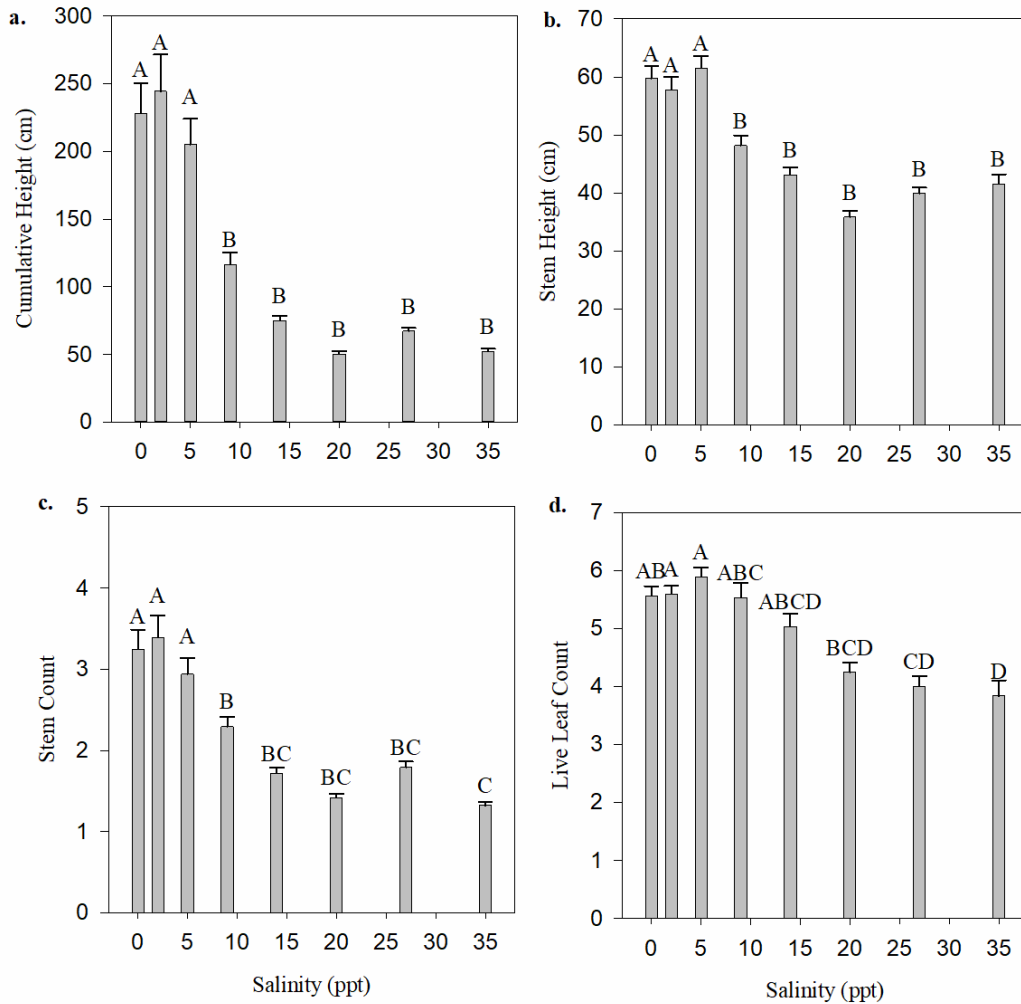 a.
300
250
200
150
100
50
0
Cumulative Height (cm)
A
A
A
B
B
B
B
B
0 5 10 15 20 25 30 35
b.
70
60
50
40
30
20
10
0
Stem Height (cm)
A
A
A
B
B
B
B
B
0 5 10 15 20 25 30 35
c.
5
4
3
2
1
0
Stem Count
A
A
A
B
BC
BC
BC
C
0 5 10 15 20 25 30 35
Salinity (ppt)
d.
7
6
5
4
3
2
1
0
Live Leaf Count
AB
A
A
ABC
ABCD
BCD
CD
D
0 5 10 15 20 25 30 35
Salinity (ppt)